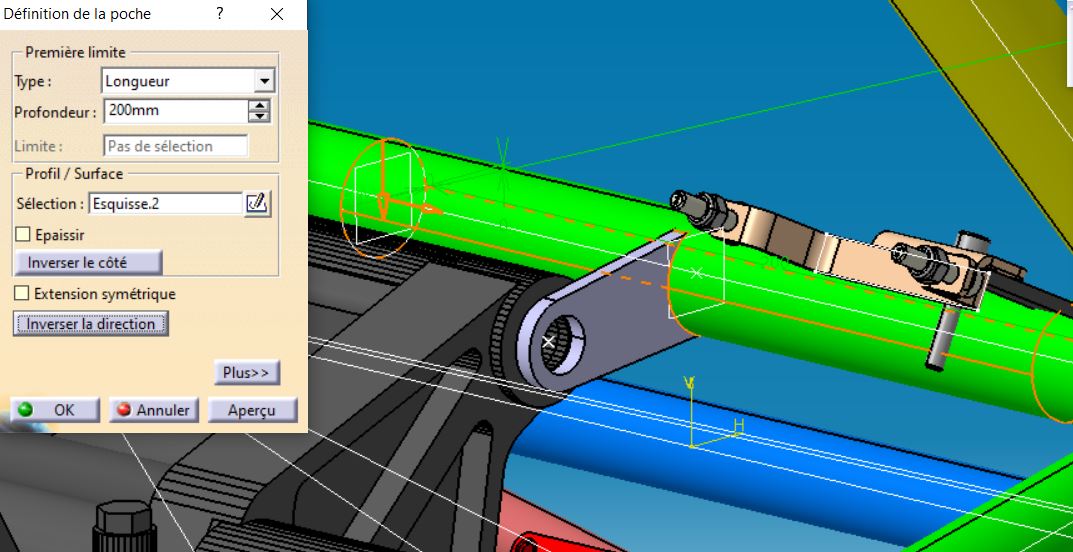 Définition de la poche ? ×
Première limite
Type : Longueur
Profondeur : 200mm
Limite : Pas de sélection
Profil / Surface
Sélection : Esquisse.2
Epaissir
Inverser le côté
Extension symétrique
Inverser la direction
Plus>>
OK Annuler Aperçu
V
V
H